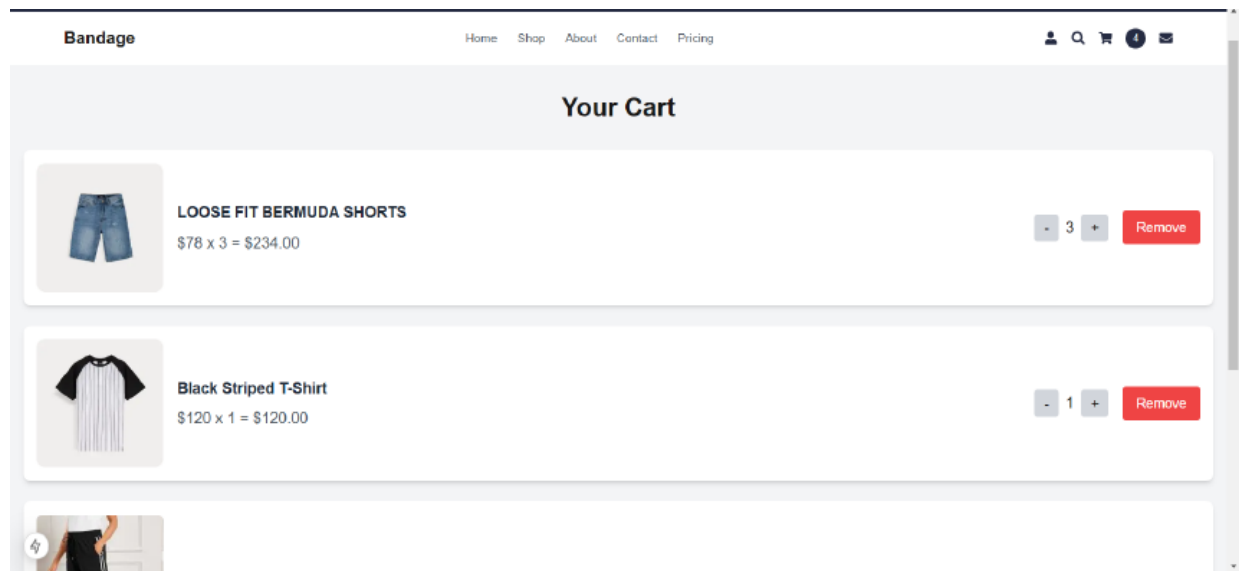 Bandage
Home Shop About Contact Pricing
4
Your Cart
LOOSE FIT BERMUDA SHORTS
$78 x 3 = $234.00
- 3 +
Remove
Black Striped T-Shirt
$120 x 1 = $120.00
- 1 +
Remove